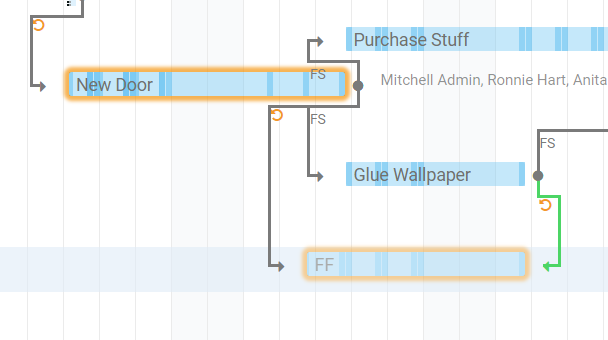 Purchase Stuff
FS
New Door
Mitchell Admin, Ronnie Hart, Anita
FS
FS
Glue Wallpaper
FF